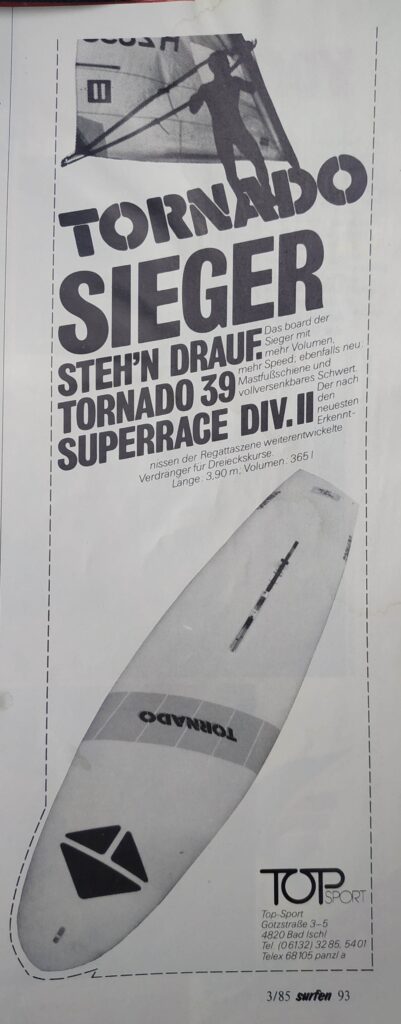 II
TORNADO
SIEGER
STEH'N DRAUF.
TORNADO 39
SUPERRACE DIV. II
Das board der
Sieger mit
mehr Volumen,
mehr Speed, ebenfalls neu:
Mastfußschiene und
vollversenkbares Schwert.
Der nach
den
neuesten
Erkennt-
nissen der Regattaszene weiterentwickelte
Verdränger für Dreieckskurse.
Länge: 3,90 m, Volumen: 365 l
TORNADO
TOP
SPORT
Top-Sport
Götzstraße 3–5
4820 Bad Ischl
Tel. (0 61 32) 32 85, 54 01
Telex 68 105 panzl a
3/85 surfen 93